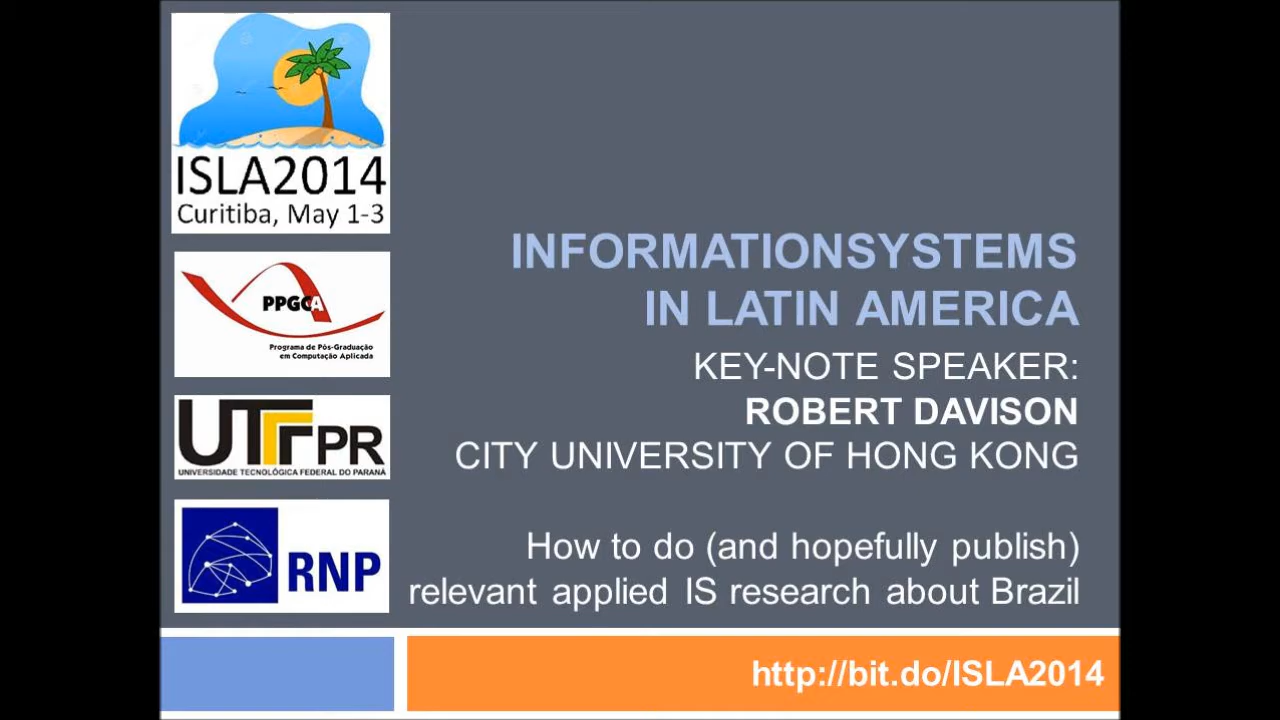 ISLA2014
Curitiba, May 1-3
PPGCA
Programa de Pós-Graduação
em Computação Aplicada
UTFPR
UNIVERSIDADE TECNOLÓGICA FEDERAL DO PARANÁ
RNP
INFORMATIONSYSTEMS
IN LATIN AMERICA
KEY-NOTE SPEAKER:
ROBERT DAVISON
CITY UNIVERSITY OF HONG KONG
How to do (and hopefully publish)
relevant applied IS research about Brazil
http://bit.do/ISLA2014